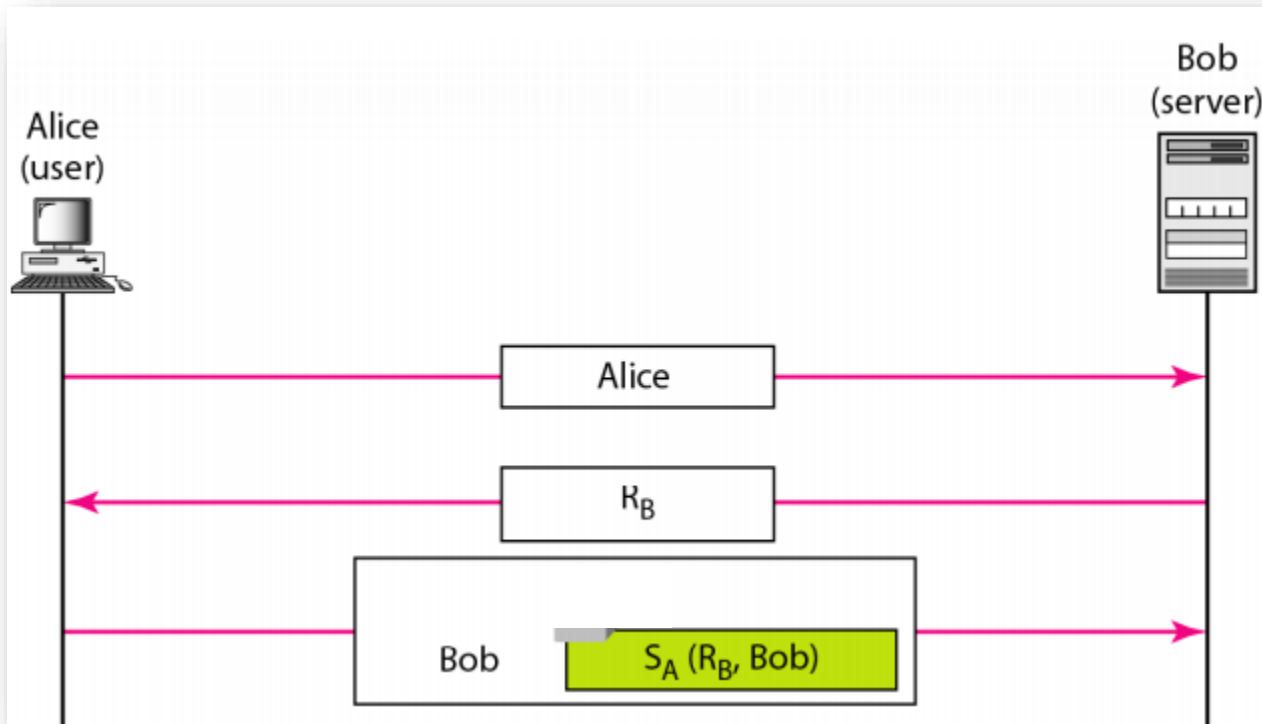 Bob
(server)
Alice
(user)
Alice
R_B
Bob S_A (R_B, Bob)